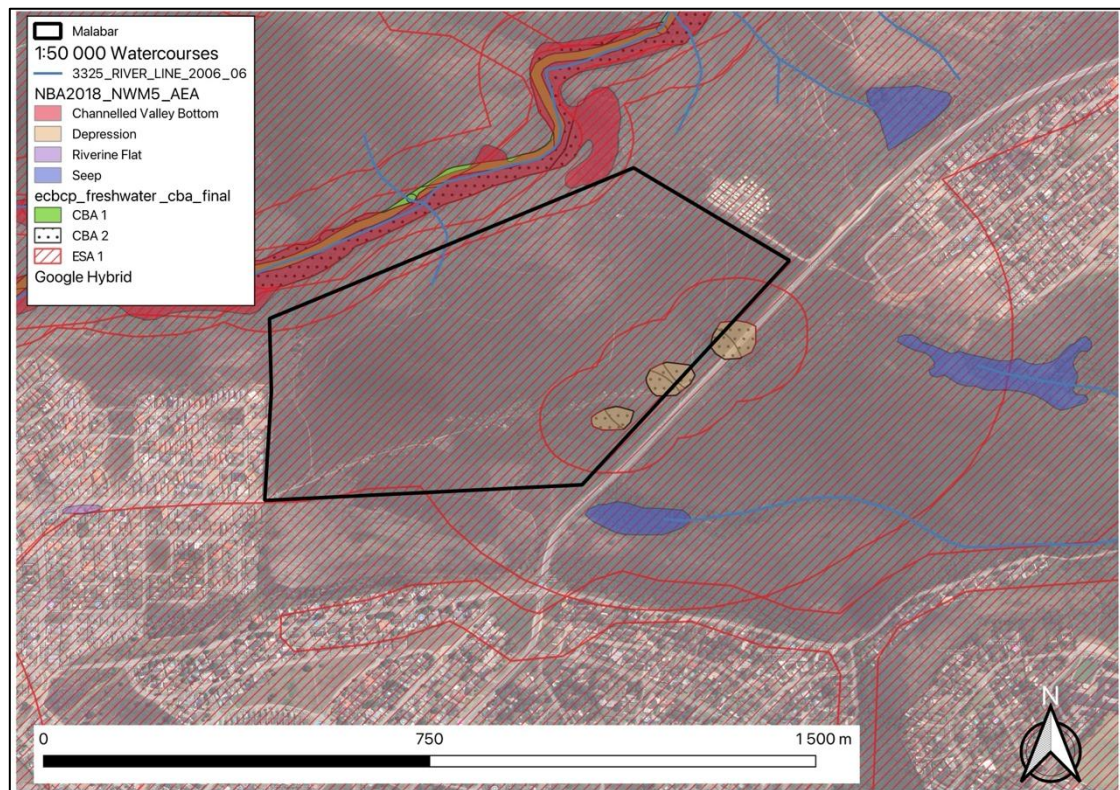 Malabar
1:50 000 Watercourses
3325_RIVER_LINE_2006_06
NBA2018_NWM5_AEA
Channelled Valley Bottom
Depression
Riverine Flat
Seep
ecbcp_freshwater_cba_final
CBA 1
CBA 2
ESA 1
Google Hybrid
N
0 750 1 500 m